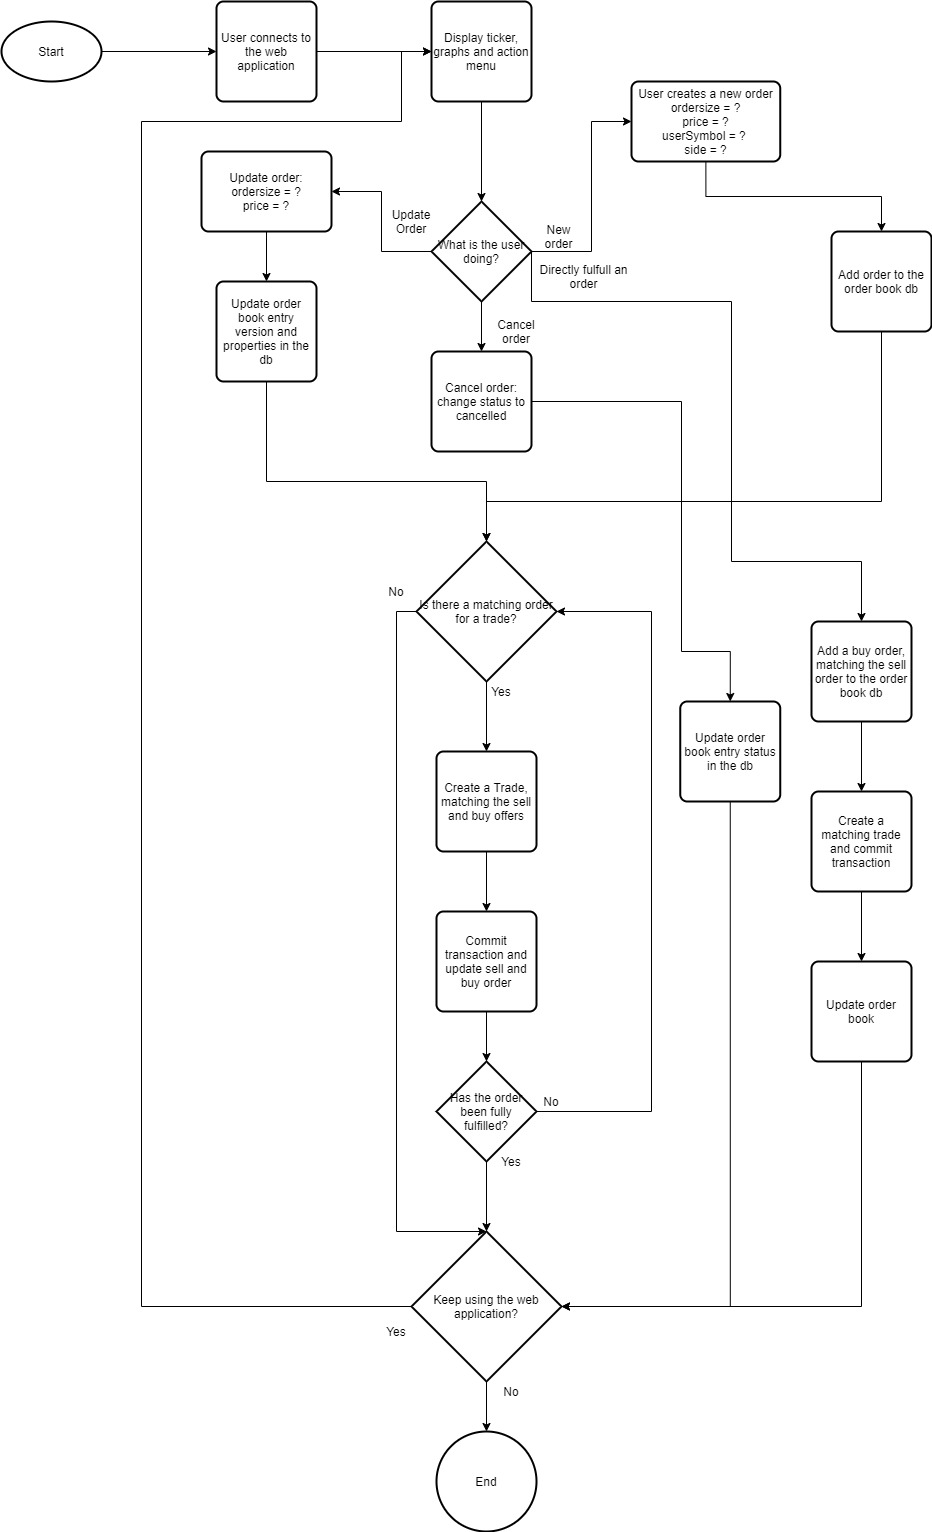 Start
User connects to
the web
application
Display ticker,
graphs and action
menu
User creates a new order
ordersize = ?
price = ?
userSymbol = ?
side = ?
Update order:
ordersize = ?
price = ?
Update
Order
What is the user
doing?
New
order
Directly fulfull an
order
Add order to the
order book db
Update order
book entry
version and
properties in the
db
Cancel
order
Cancel order:
change status to
cancelled
No
Is there a matching order
for a trade?
Yes
Add a buy order,
matching the sell
order to the order
book db
Update order
book entry status
in the db
Create a Trade,
matching the sell
and buy offers
Create a
matching trade
and commit
transaction
Commit
transaction and
update sell and
buy order
Update order
book
Has the order
been fully
fulfilled?
No
Yes
Keep using the web
application?
Yes
No
End